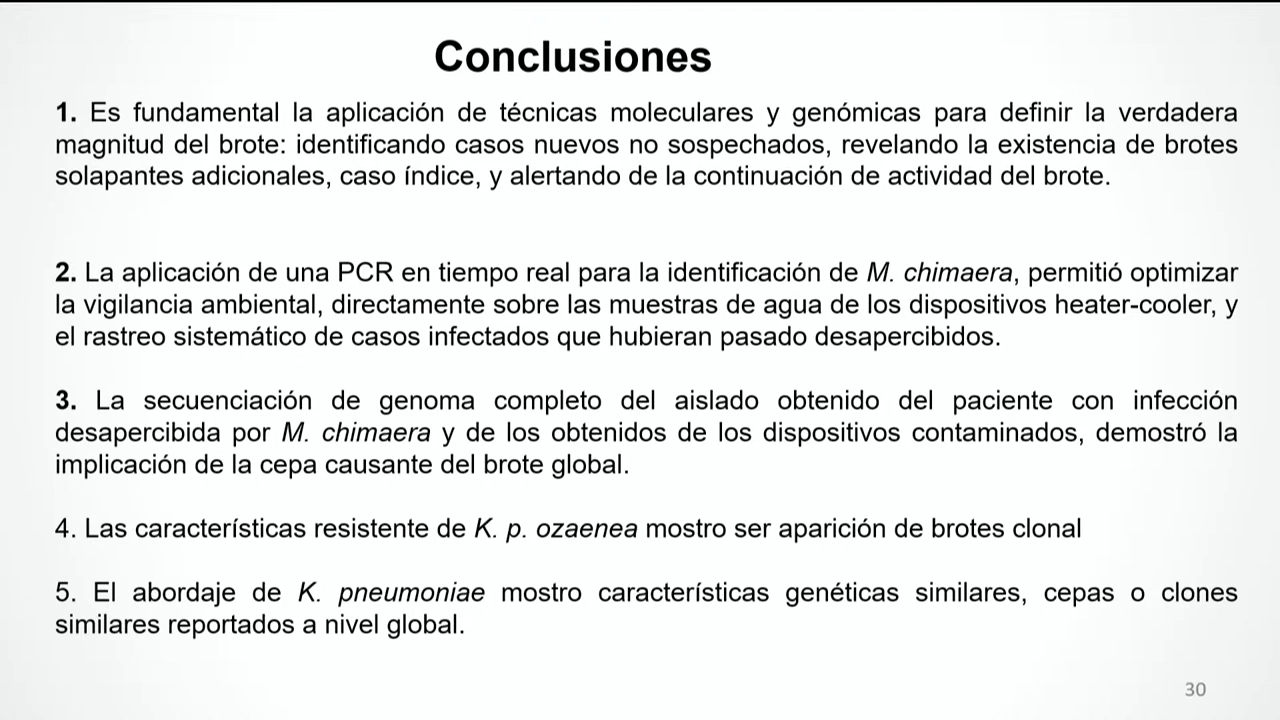 Conclusiones
1. Es fundamental la aplicación de técnicas moleculares y genómicas para definir la verdadera
magnitud del brote: identificando casos nuevos no sospechados, revelando la existencia de brotes
solapantes adicionales, caso índice, y alertando de la continuación de actividad del brote.
2. La aplicación de una PCR en tiempo real para la identificación de M. chimaera, permitió optimizar
la vigilancia ambiental, directamente sobre las muestras de agua de los dispositivos heater-cooler, y
el rastreo sistemático de casos infectados que hubieran pasado desapercibidos.
3. La secuenciación de genoma completo del aislado obtenido del paciente con infección
desapercibida por M. chimaera y de los obtenidos de los dispositivos contaminados, demostró la
implicación de la cepa causante del brote global.
4. Las características resistente de K. p. ozaenea mostro ser aparición de brotes clonal
5. El abordaje de K. pneumoniae mostro características genéticas similares, cepas o clones
similares reportados a nivel global.
30